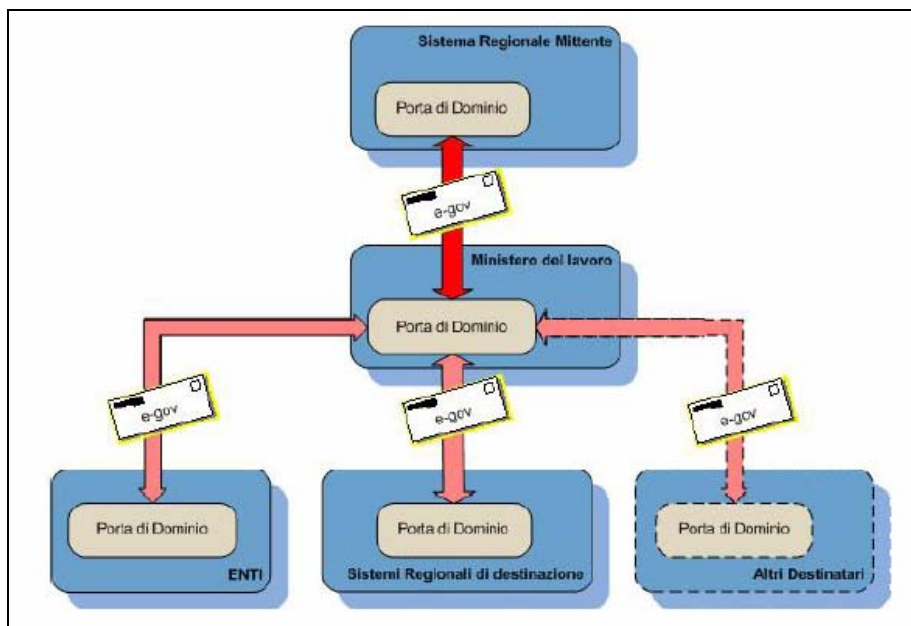 Sistema Regionale Mittente
Porta di Dominio
e-gov
Ministero del lavoro
Porta di Dominio
e-gov
e-gov
e-gov
Porta di Dominio
ENTI
Porta di Dominio
Sistemi Regionali di destinazione
Porta di Dominio
Altri Destinatari